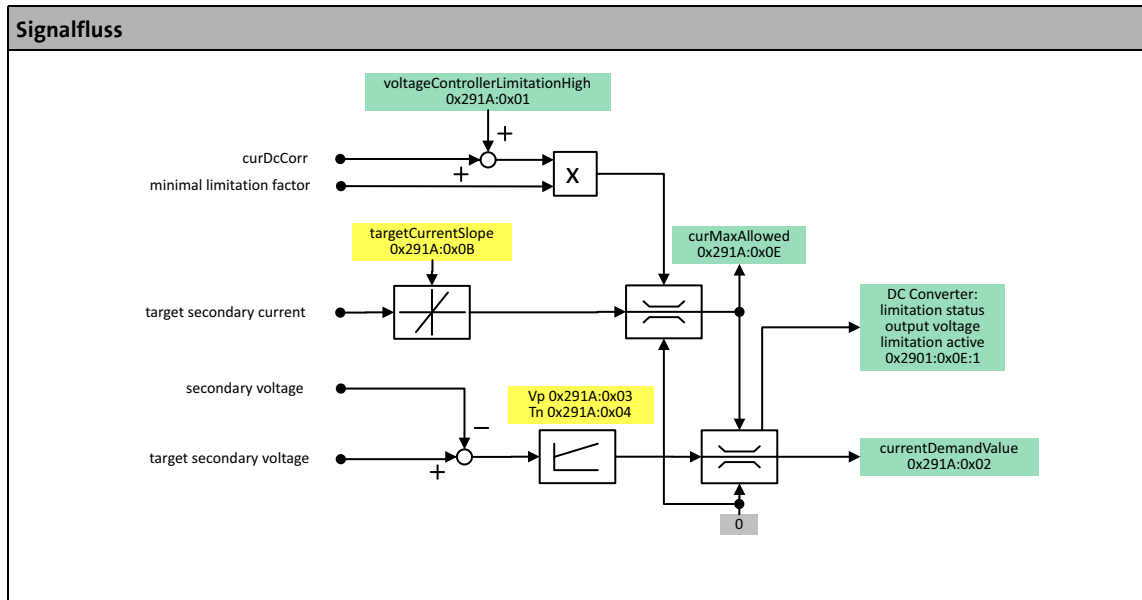 Signalfluss
voltageControllerLimitationHigh
0x291A:0x01
+
curDcCorr
+
minimal limitation factor
X
targetCurrentSlope
0x291A:0x0B
curMaxAllowed
0x291A:0x0E
target secondary current
DC Converter:
limitation status
output voltage
limitation active
0x2901:0x0E:1
secondary voltage
Vp 0x291A:0x03
Tn 0x291A:0x04
–
target secondary voltage
+
currentDemandValue
0x291A:0x02
0